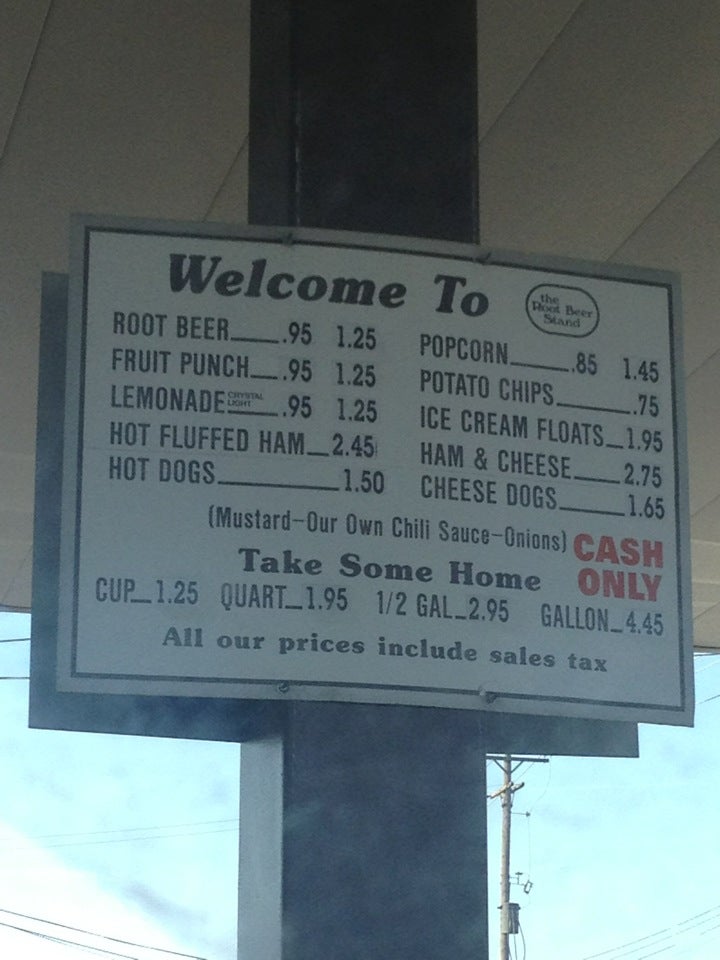 Welcome To
the
Root Beer
Stand
ROOT BEER .95 1.25
FRUIT PUNCH .95 1.25
LEMONADE CRYSTAL LIGHT .95 1.25
HOT FLUFFED HAM 2.45
HOT DOGS 1.50
POPCORN .85 1.45
POTATO CHIPS .75
ICE CREAM FLOATS 1.95
HAM & CHEESE 2.75
CHEESE DOGS 1.65
(Mustard-Our Own Chili Sauce-Onions)
CASH
ONLY
Take Some Home
CUP 1.25 QUART 1.95 1/2 GAL 2.95 GALLON 4.45
All our prices include sales tax